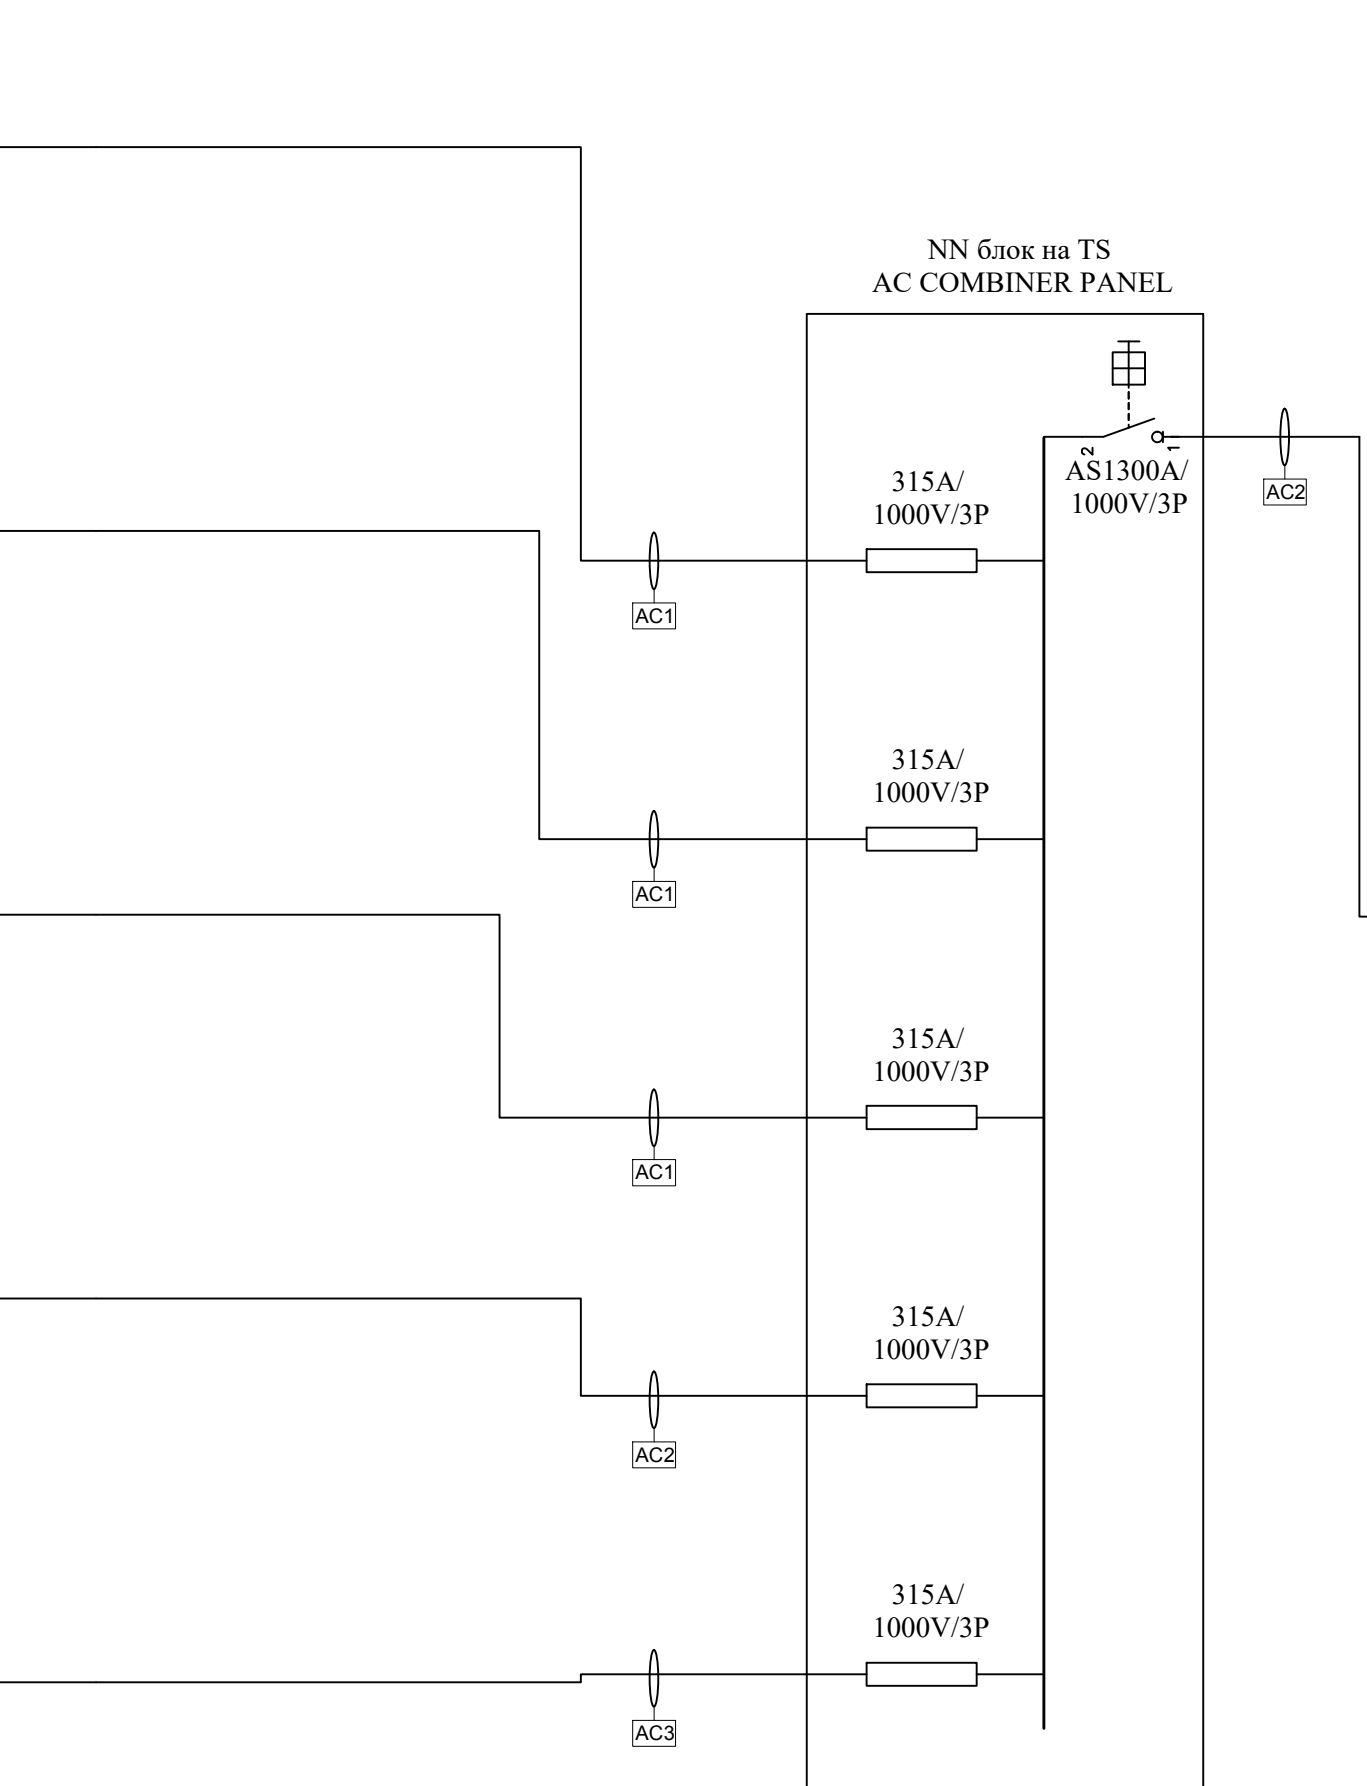 NN блок на TS
AC COMBINER PANEL
2
1
AS1300A/
1000V/3P
AC2
315A/
1000V/3P
AC1
315A/
1000V/3P
AC1
315A/
1000V/3P
AC1
315A/
1000V/3P
AC2
315A/
1000V/3P
AC3